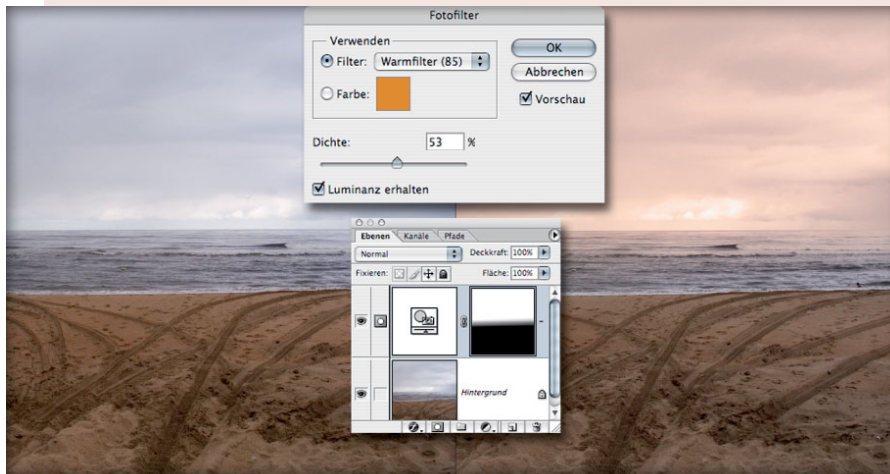 Fotofilter
Verwenden
Filter: Warmfilter (85)
Farbe:
OK
Abbrechen
Vorschau
Dichte: 53 %
Luminanz erhalten
Ebenen Kanäle Pfade
Normal Deckkraft: 100%
Fixieren: Fläche: 100%
Hintergrund